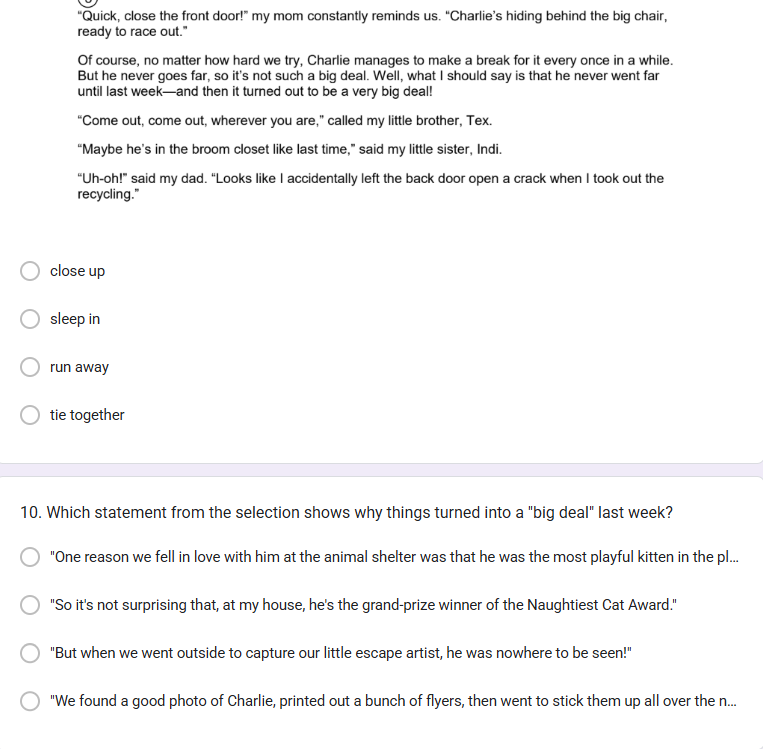 "Quick, close the front door!" my mom constantly reminds us. "Charlie's hiding behind the big chair,
ready to race out."
Of course, no matter how hard we try, Charlie manages to make a break for it every once in a while.
But he never goes far, so it's not such a big deal. Well, what I should say is that he never went far
until last week—and then it turned out to be a very big deal!
"Come out, come out, wherever you are," called my little brother, Tex.
"Maybe he's in the broom closet like last time," said my little sister, Indi.
"Uh-oh!" said my dad. "Looks like I accidentally left the back door open a crack when I took out the
recycling."
close up
sleep in
run away
tie together
10. Which statement from the selection shows why things turned into a "big deal" last week?
"One reason we fell in love with him at the animal shelter was that he was the most playful kitten in the pl...
"So it's not surprising that, at my house, he's the grand-prize winner of the Naughtiest Cat Award."
"But when we went outside to capture our little escape artist, he was nowhere to be seen!"
"We found a good photo of Charlie, printed out a bunch of flyers, then went to stick them up all over the n...